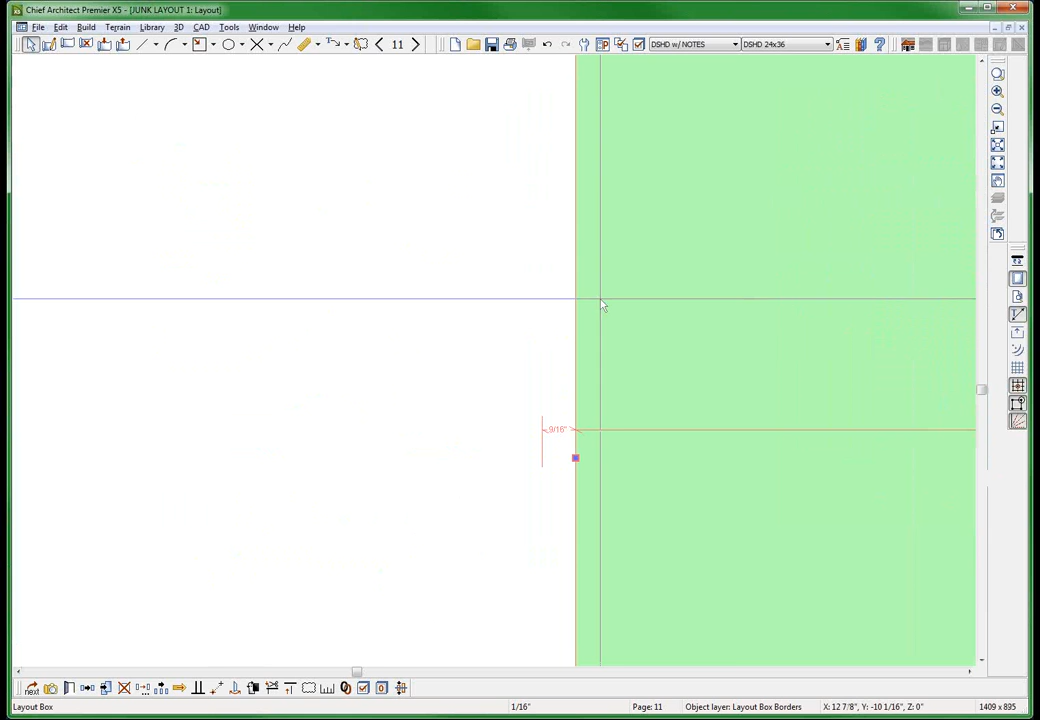 Chief Architect Premier X5 - [JUNK LAYOUT 1: Layout]
File Edit Build Terrain Library 3D CAD Tools Window Help
11 DSHD w/ NOTES DSHD 24x36
9/16"
next
Layout Box 1/16" Page: 11 Object layer: Layout Box Borders X: 12 7/8", Y: -10 1/16", Z: 0" 1409 x 895